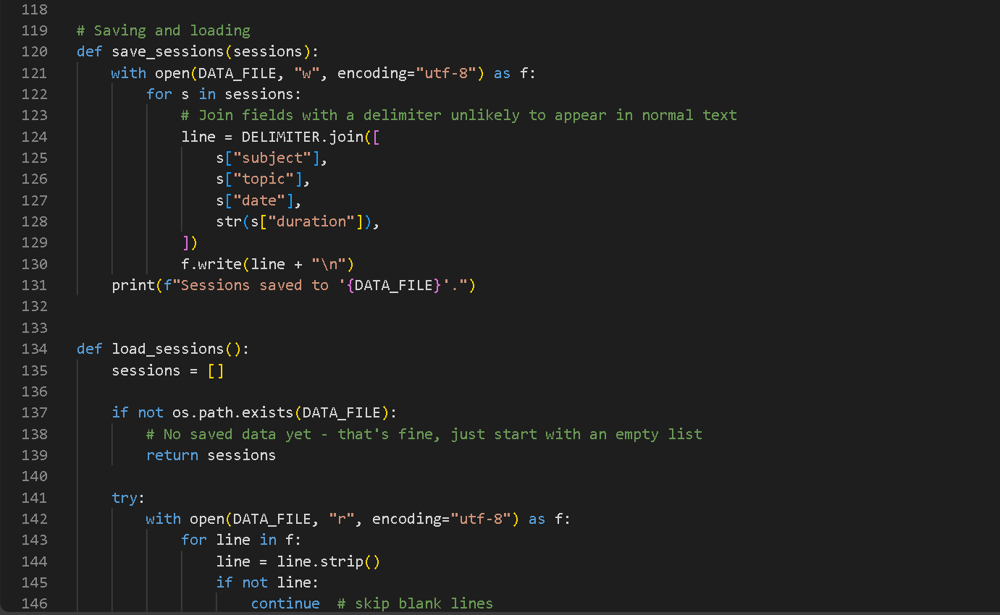 118
119 # Saving and loading
120 def save_sessions(sessions):
121     with open(DATA_FILE, "w", encoding="utf-8") as f:
122         for s in sessions:
123             # Join fields with a delimiter unlikely to appear in normal text
124             line = DELIMITER.join([
125                 s["subject"],
126                 s["topic"],
127                 s["date"],
128                 str(s["duration"]),
129             ])
130             f.write(line + "\n")
131     print(f"Sessions saved to '{DATA_FILE}'.")
132
133
134 def load_sessions():
135     sessions = []
136
137     if not os.path.exists(DATA_FILE):
138         # No saved data yet - that's fine, just start with an empty list
139         return sessions
140
141     try:
142         with open(DATA_FILE, "r", encoding="utf-8") as f:
143             for line in f:
144                 line = line.strip()
145                 if not line:
146                     continue  # skip blank lines